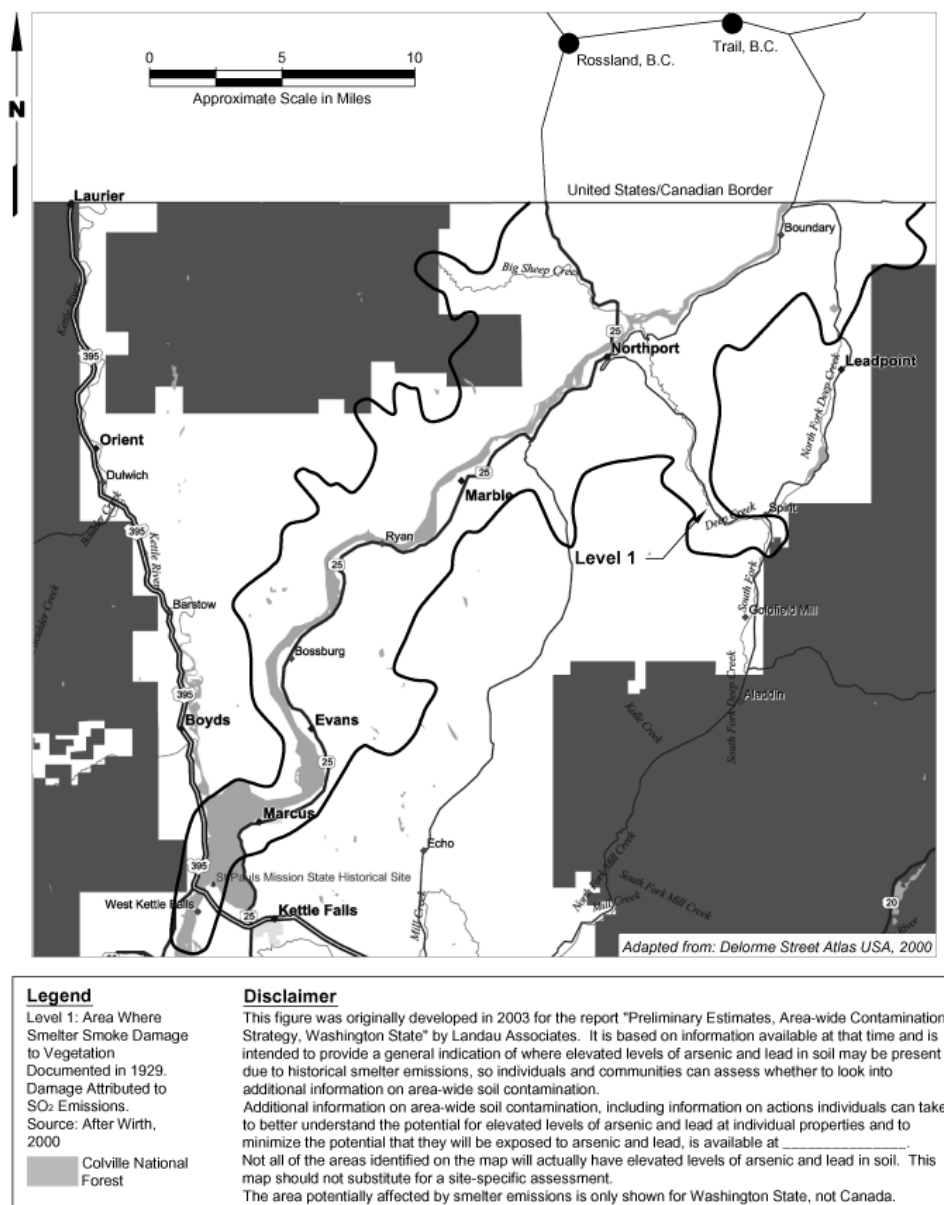 Rossland, B.C.
Trail, B.C.
0 5 10
Approximate Scale in Miles
N
United States/Canadian Border
Laurier
Boundary
Big Sheep Creek
Kettle River
25
Northport
395
Leadpoint
North Fork Deep Creek
Orient
Dulwich
25
Marble
Boulder Creek
395
Kettle River
Ryan
Deep Creek
Spirit
25
Level 1
Barstow
South Fork
Goldfield Mill
Boulder Creek
Bossburg
395
Aladdin
South Fork Deep Creek
Boyds
Evans
Kolle Creek
25
Marcus
Echo
395
St Pauls Mission State Historical Site
North Fork Mill Creek
South Fork Mill Creek
West Kettle Falls
25
Kettle Falls
Mill Creek
Mill Creek
20
River
Adapted from: Delorme Street Atlas USA, 2000
Legend
Level 1: Area Where
Smelter Smoke Damage
to Vegetation
Documented in 1929.
Damage Attributed to
SO₂ Emissions.
Source: After Wirth,
2000
Colville National
Forest
Disclaimer
This figure was originally developed in 2003 for the report "Preliminary Estimates, Area-wide Contamination
Strategy, Washington State" by Landau Associates. It is based on information available at that time and is
intended to provide a general indication of where elevated levels of arsenic and lead in soil may be present
due to historical smelter emissions, so individuals and communities can assess whether to look into
additional information on area-wide soil contamination.
Additional information on area-wide soil contamination, including information on actions individuals can take
to better understand the potential for elevated levels of arsenic and lead at individual properties and to
minimize the potential that they will be exposed to arsenic and lead, is available at _______________.
Not all of the areas identified on the map will actually have elevated levels of arsenic and lead in soil. This
map should not substitute for a site-specific assessment.
The area potentially affected by smelter emissions is only shown for Washington State, not Canada.